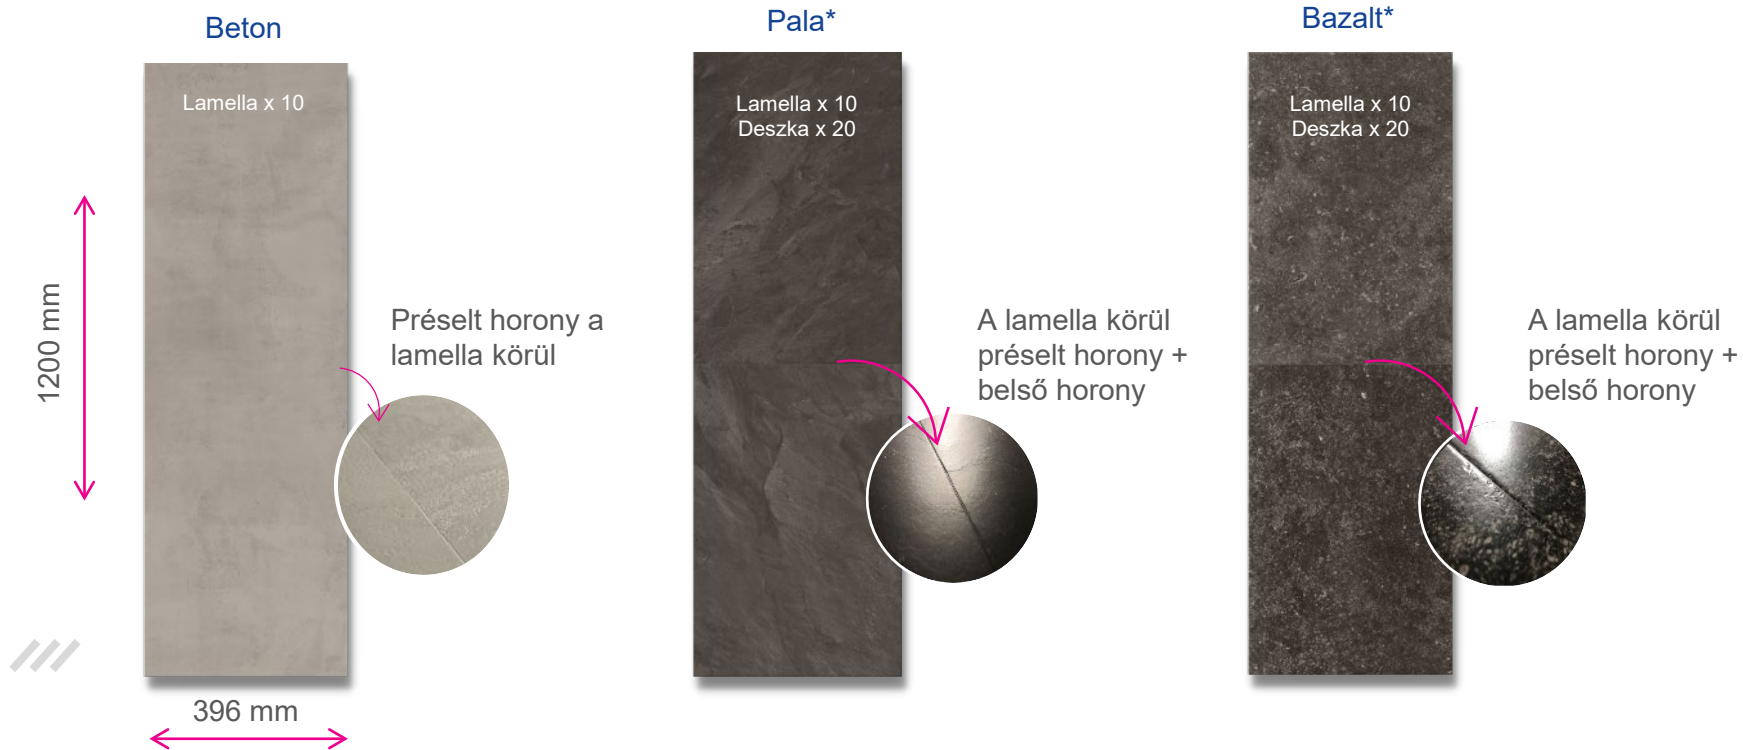 Beton
Pala*
Bazalt*
Lamella x 10
Lamella x 10
Deszka x 20
Lamella x 10
Deszka x 20
1200 mm
Préselt horony a
lamella körül
A lamella körül
préselt horony +
belső horony
A lamella körül
préselt horony +
belső horony
396 mm